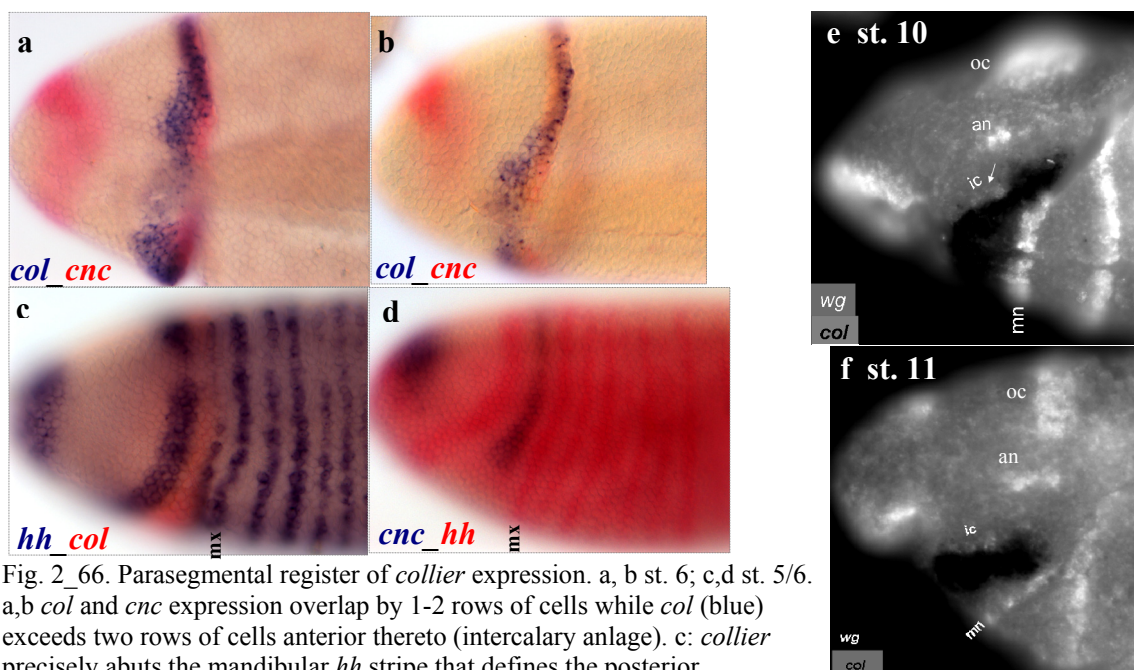 a
b
col_cnc
col_cnc
c
d
hh_col
mx
cnc_hh
mx
e st. 10
oc
an
ic
mn
wg
col
f st. 11
oc
an
ic
mn
wg
col
Fig. 2_66. Parasegmental register of collier expression. a, b st. 6; c,d st. 5/6.
a,b col and cnc expression overlap by 1-2 rows of cells while col (blue)
exceeds two rows of cells anterior thereto (intercalary anlage). c: collier
precisely abuts the mandibular hh stripe that defines the posterior